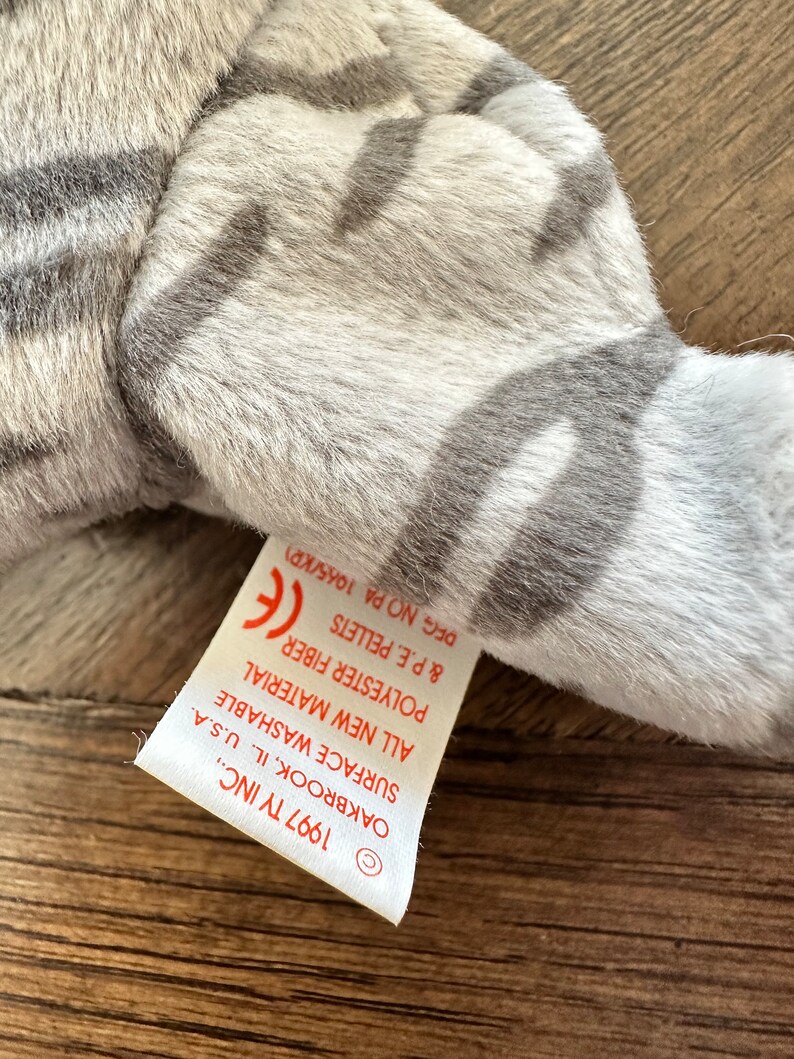 © 1997 TY INC.,
OAKBROOK, IL. U.S.A.
SURFACE WASHABLE
ALL NEW MATERIAL
POLYESTER FIBER
& P.E. PELLETS CE
REG. NO PA. 1965(KR)